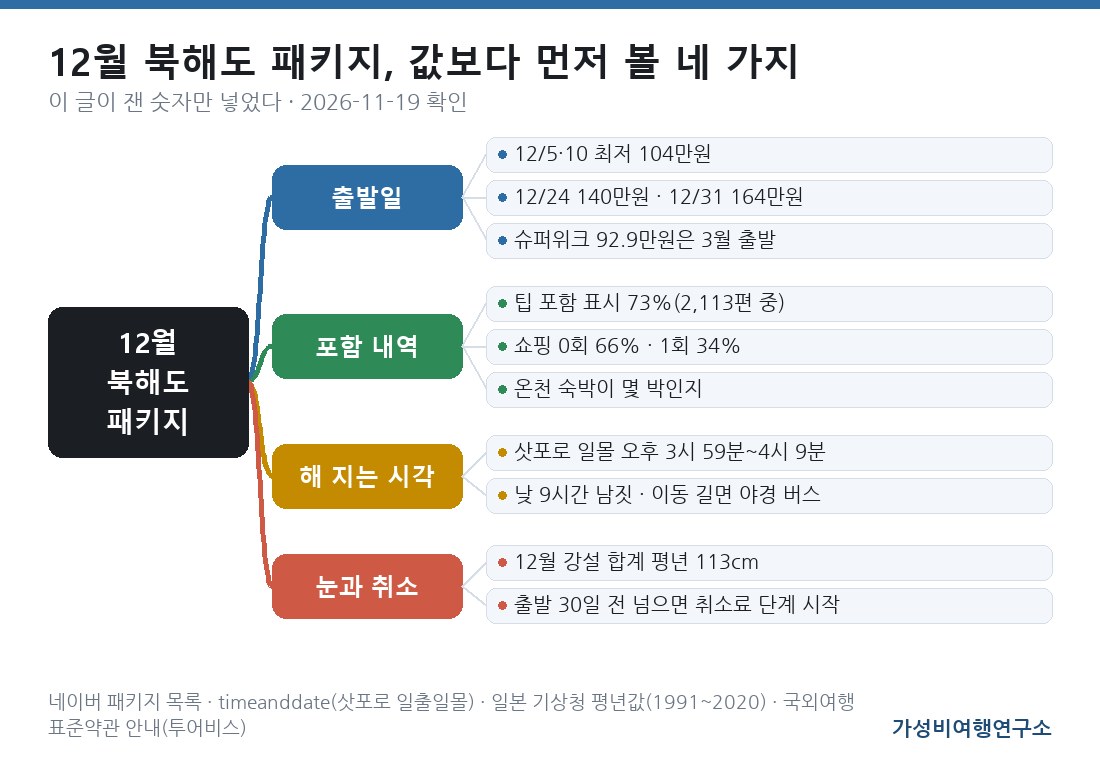 12월 북해도 패키지, 값보다 먼저 볼 네 가지
이 글이 잰 숫자만 넣었다 · 2026-11-19 확인
12월
북해도
패키지
출발일
12/5·10 최저 104만원
12/24 140만원 · 12/31 164만원
슈퍼위크 92.9만원은 3월 출발
포함 내역
팁 포함 표시 73%(2,113편 중)
쇼핑 0회 66% · 1회 34%
온천 숙박이 몇 박인지
해 지는 시각
삿포로 일몰 오후 3시 59분~4시 9분
낮 9시간 남짓 · 이동 길면 야경 버스
눈과 취소
12월 강설 합계 평년 113cm
출발 30일 전 넘으면 취소료 단계 시작
네이버 패키지 목록 · timeanddate(삿포로 일출일몰) · 일본 기상청 평년값(1991~2020) · 국외여행
표준약관 안내(투어비스)
가성비여행연구소